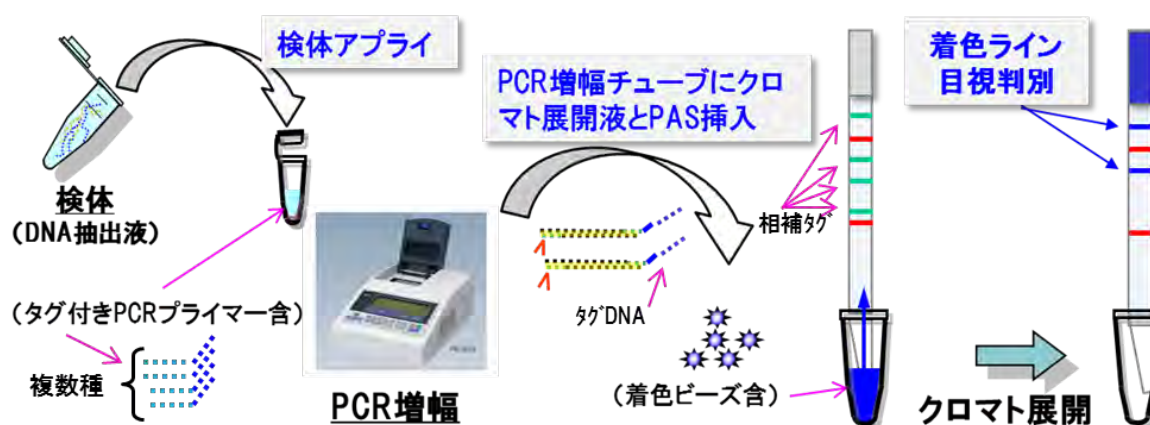 検体アプライ
検体
(DNA抽出液)
(タグ付きPCRプライマー含)
複数種
PCR増幅
PCR増幅チューブにクロ
マト展開液とPAS挿入
タグDNA
相補タグ
(着色ビーズ含)
クロマト展開
着色ライン
目視判別